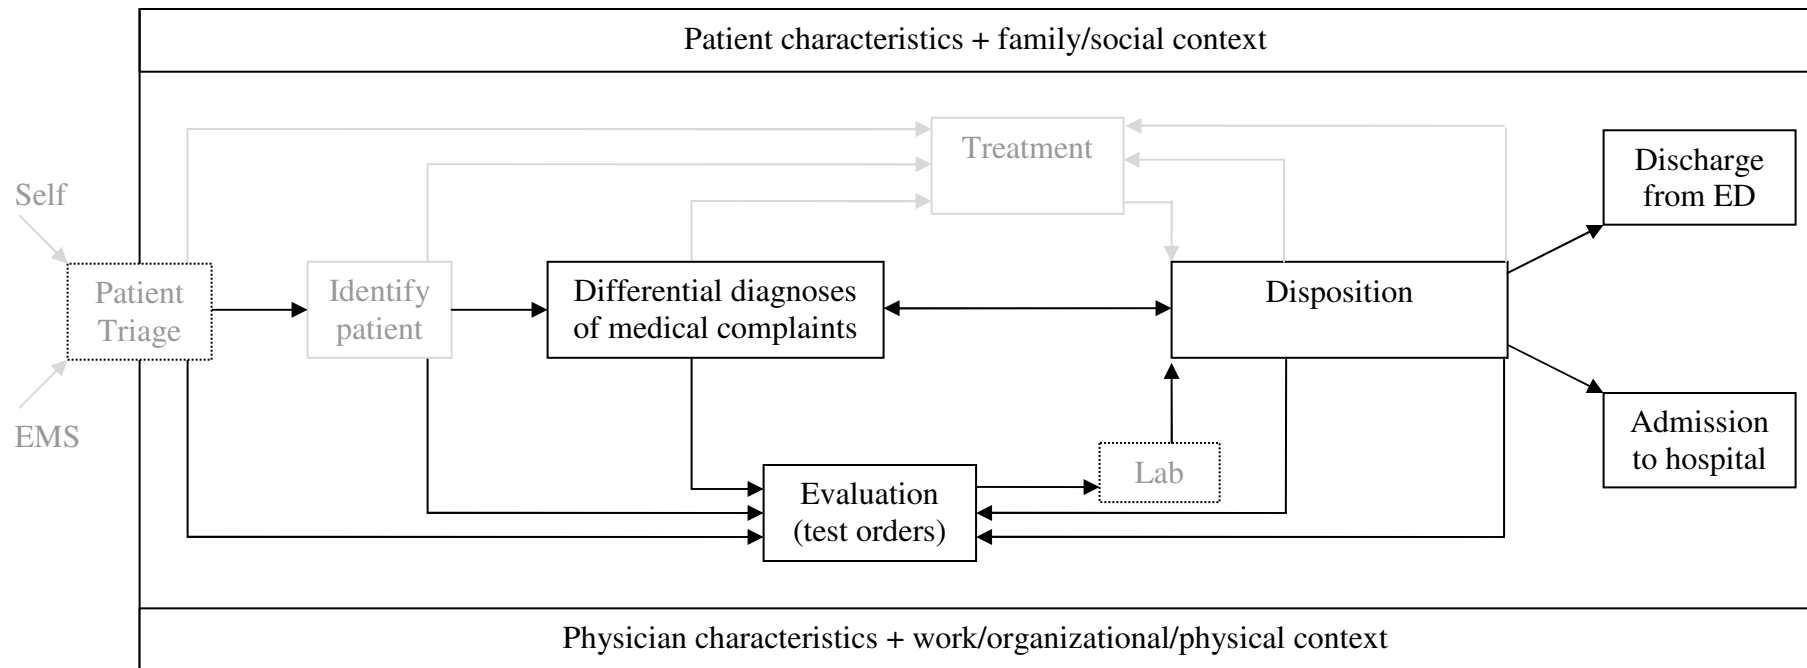 Patient characteristics + family/social context
Treatment
Discharge
from ED
Self
Patient
Triage
Identify
patient
Differential diagnoses
of medical complaints
Disposition
EMS
Admission
to hospital
Lab
Evaluation
(test orders)
Physician characteristics + work/organizational/physical context